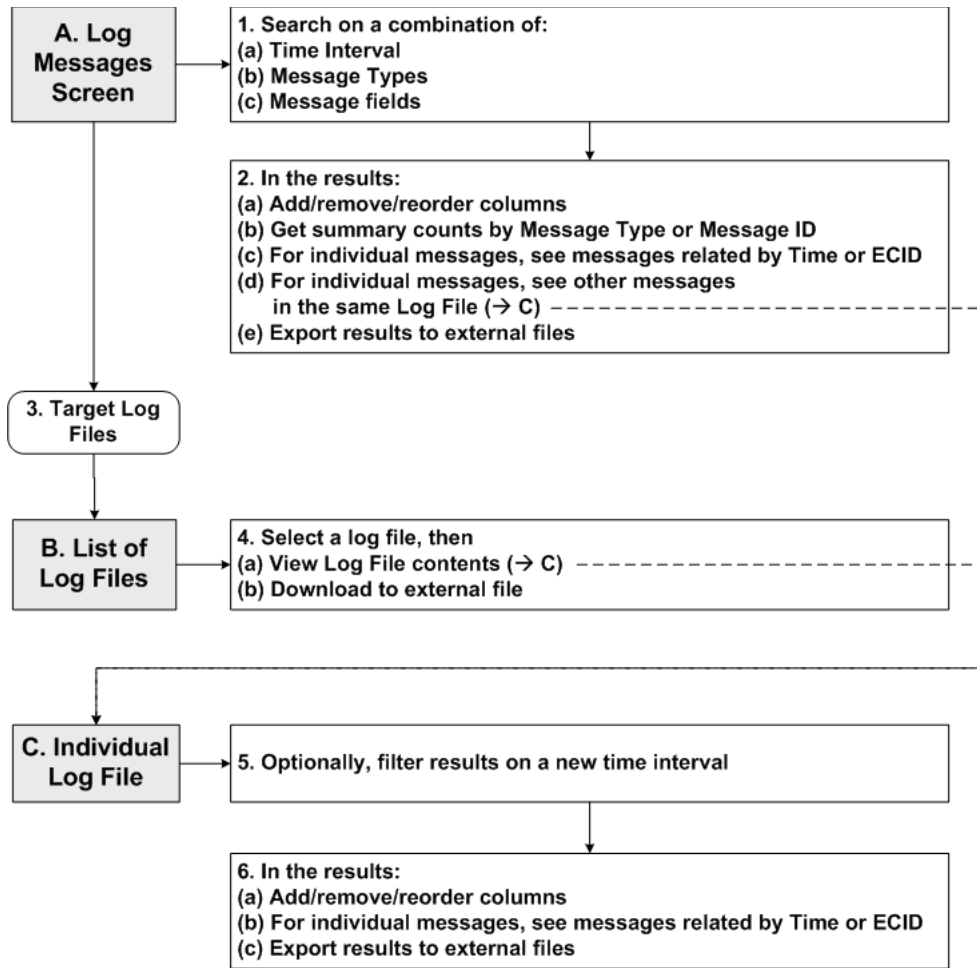 A. Log
Messages
Screen
1. Search on a combination of:
(a) Time Interval
(b) Message Types
(c) Message fields
2. In the results:
(a) Add/remove/reorder columns
(b) Get summary counts by Message Type or Message ID
(c) For individual messages, see messages related by Time or ECID
(d) For individual messages, see other messages
in the same Log File (→ C)
(e) Export results to external files
3. Target Log
Files
B. List of
Log Files
4. Select a log file, then
(a) View Log File contents (→ C)
(b) Download to external file
C. Individual
Log File
5. Optionally, filter results on a new time interval
6. In the results:
(a) Add/remove/reorder columns
(b) For individual messages, see messages related by Time or ECID
(c) Export results to external files